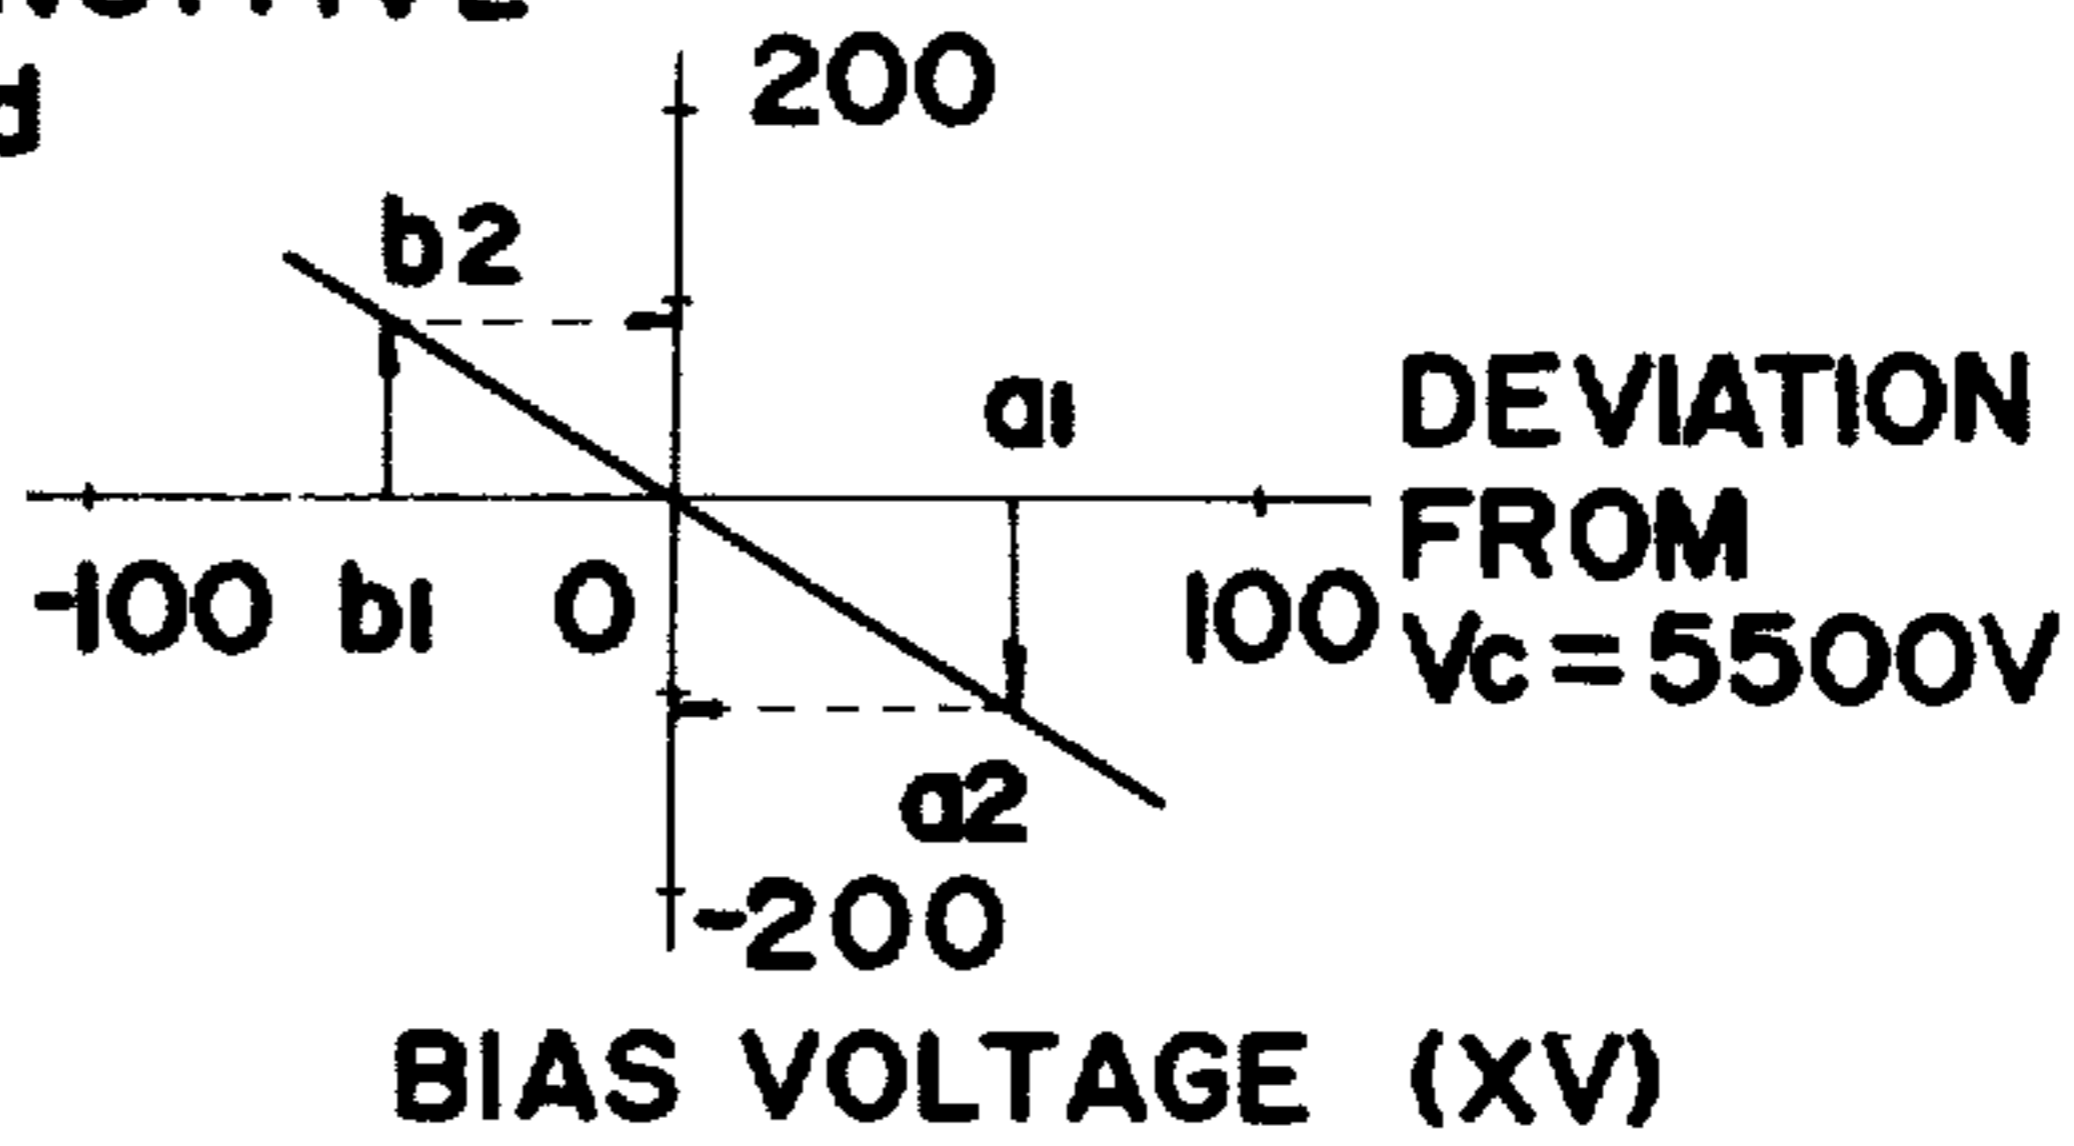 d
200
b2
a1
DEVIATION
FROM
Vc=5500V
-100 b1 0 100
a2
-200
BIAS VOLTAGE (XV)